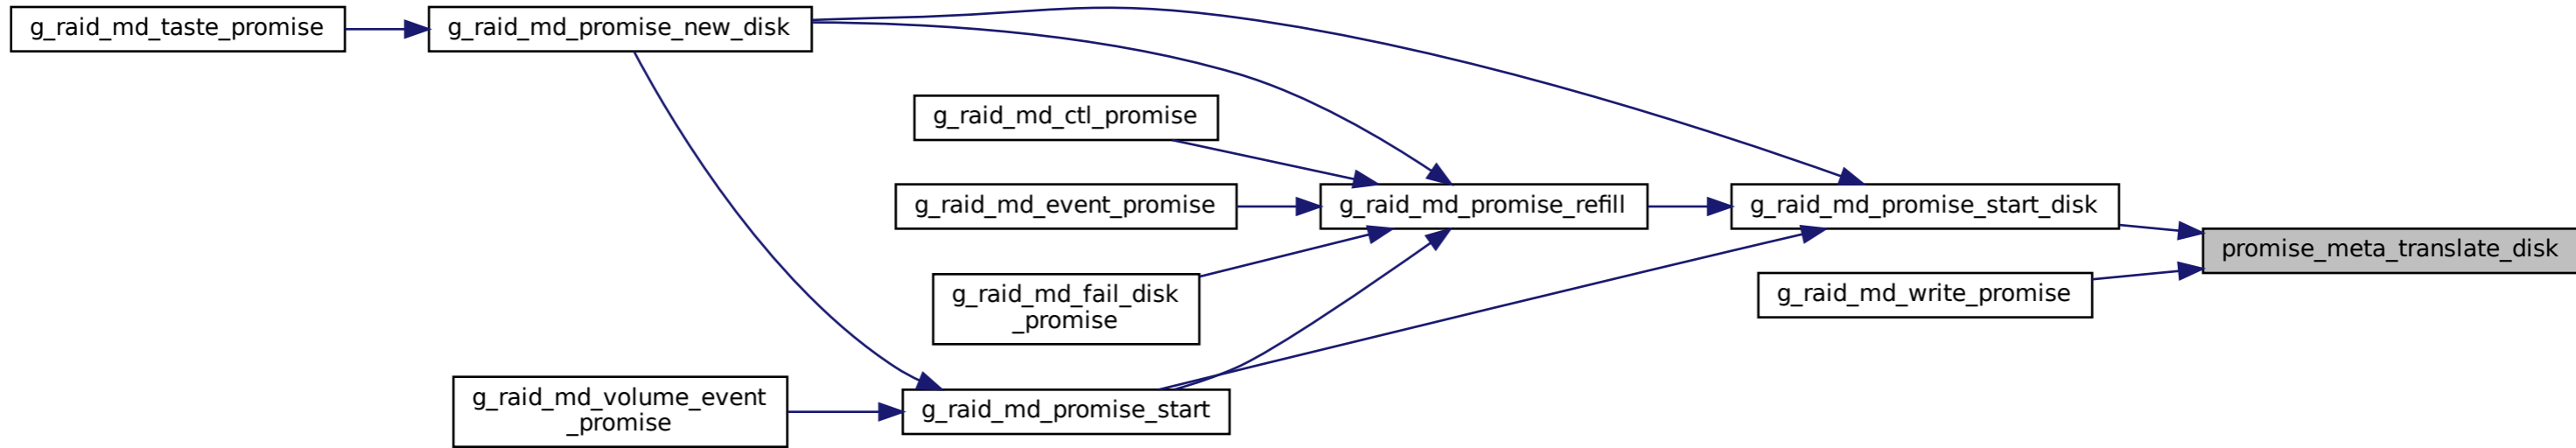 g_raid_md_taste_promise
g_raid_md_promise_new_disk
g_raid_md_ctl_promise
g_raid_md_event_promise
g_raid_md_promise_refill
g_raid_md_promise_start_disk
promise_meta_translate_disk
g_raid_md_fail_disk
_promise
g_raid_md_write_promise
g_raid_md_volume_event
_promise
g_raid_md_promise_start